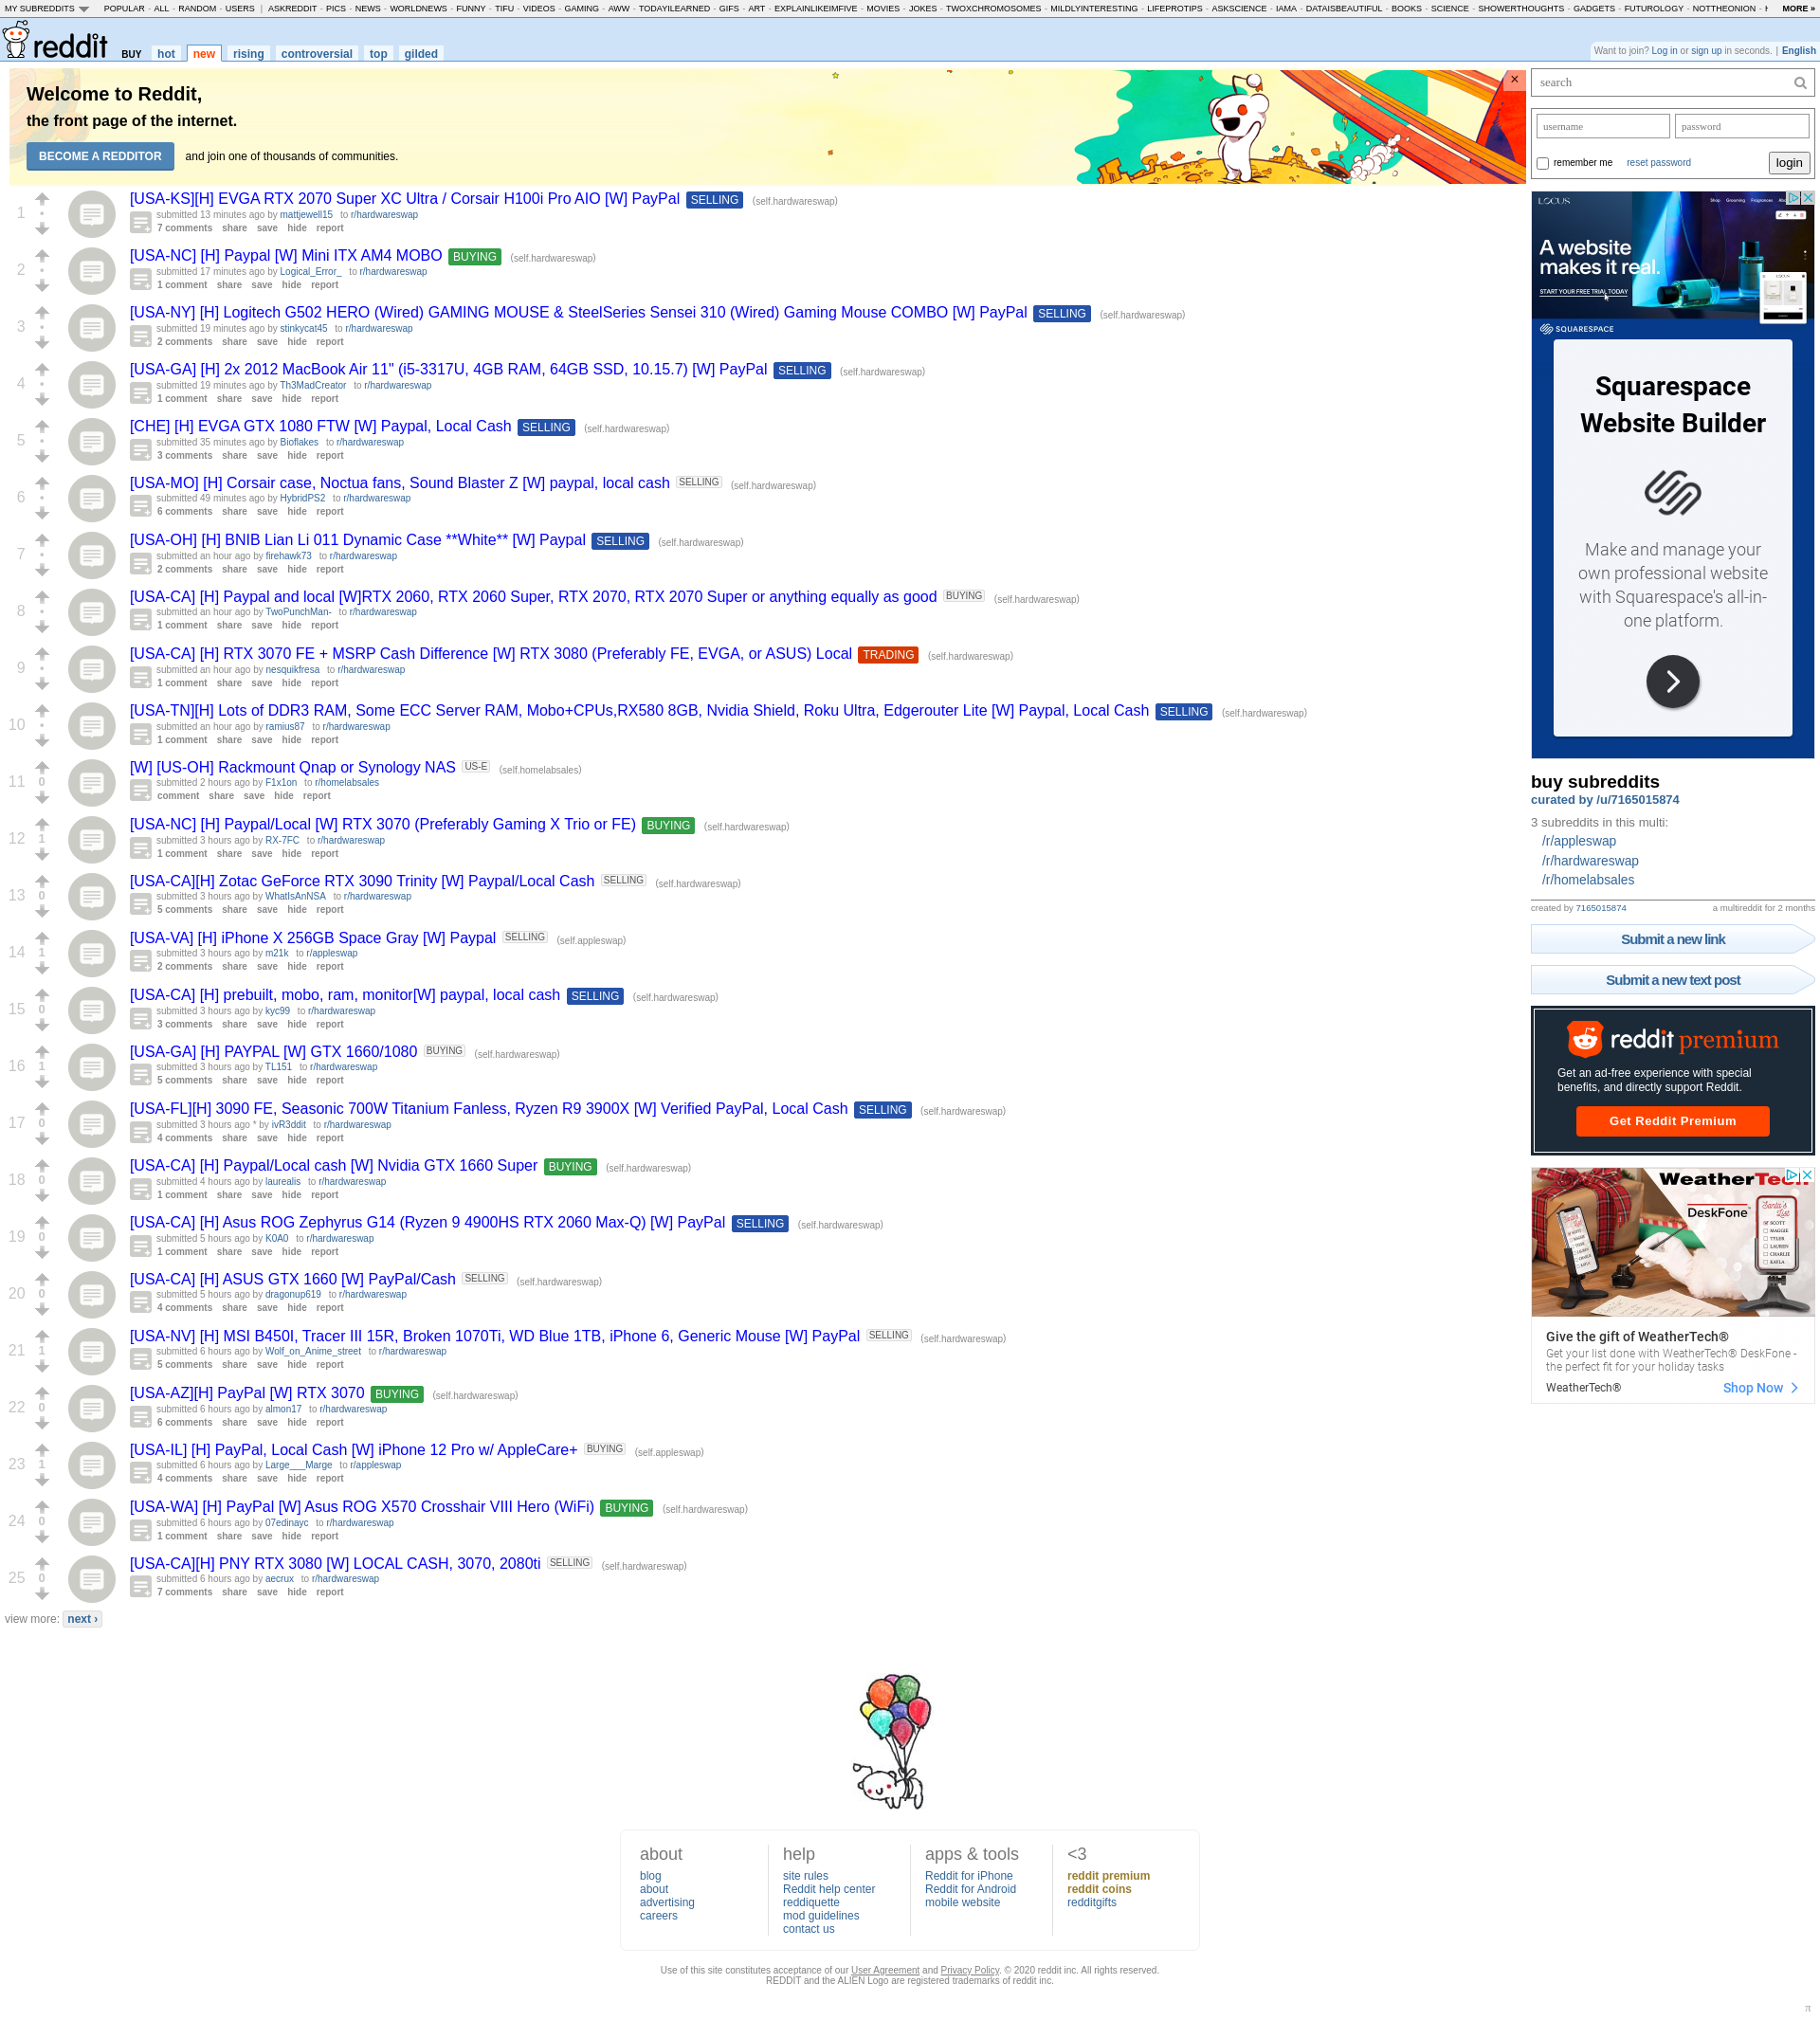 MY SUBREDDITS POPULAR - ALL - RANDOM - USERS | ASKREDDIT - PICS - NEWS - WORLDNEWS - FUNNY - TIFU - VIDEOS - GAMING - AWW - TODAYILEARNED - GIFS - ART - EXPLAINLIKEIMFIVE - MOVIES - JOKES - TWOXCHROMOSOMES - MILDLYINTERESTING - LIFEPROTIPS - ASKSCIENCE - IAMA - DATAISBEAUTIFUL - BOOKS - SCIENCE - SHOWERTHOUGHTS - GADGETS - FUTUROLOGY - NOTTHEONION - MORE »
reddit BUY hot new rising controversial top gilded
Want to join? Log in or sign up in seconds. | English
Welcome to Reddit,
the front page of the internet.
BECOME A REDDITOR and join one of thousands of communities.
×
1
[USA-KS][H] EVGA RTX 2070 Super XC Ultra / Corsair H100i Pro AIO [W] PayPal SELLING (self.hardwareswap)
submitted 13 minutes ago by mattjewell15 to r/hardwareswap
7 comments share save hide report
2
[USA-NC] [H] Paypal [W] Mini ITX AM4 MOBO BUYING (self.hardwareswap)
submitted 17 minutes ago by Logical_Error_ to r/hardwareswap
1 comment share save hide report
3
[USA-NY] [H] Logitech G502 HERO (Wired) GAMING MOUSE & SteelSeries Sensei 310 (Wired) Gaming Mouse COMBO [W] PayPal SELLING (self.hardwareswap)
submitted 19 minutes ago by stinkycat45 to r/hardwareswap
2 comments share save hide report
4
[USA-GA] [H] 2x 2012 MacBook Air 11" (i5-3317U, 4GB RAM, 64GB SSD, 10.15.7) [W] PayPal SELLING (self.hardwareswap)
submitted 19 minutes ago by Th3MadCreator to r/hardwareswap
1 comment share save hide report
5
[CHE] [H] EVGA GTX 1080 FTW [W] Paypal, Local Cash SELLING (self.hardwareswap)
submitted 35 minutes ago by Bioflakes to r/hardwareswap
3 comments share save hide report
6
[USA-MO] [H] Corsair case, Noctua fans, Sound Blaster Z [W] paypal, local cash SELLING (self.hardwareswap)
submitted 49 minutes ago by HybridPS2 to r/hardwareswap
6 comments share save hide report
7
[USA-OH] [H] BNIB Lian Li 011 Dynamic Case **White** [W] Paypal SELLING (self.hardwareswap)
submitted an hour ago by firehawk73 to r/hardwareswap
2 comments share save hide report
8
[USA-CA] [H] Paypal and local [W]RTX 2060, RTX 2060 Super, RTX 2070, RTX 2070 Super or anything equally as good BUYING (self.hardwareswap)
submitted an hour ago by TwoPunchMan- to r/hardwareswap
1 comment share save hide report
9
[USA-CA] [H] RTX 3070 FE + MSRP Cash Difference [W] RTX 3080 (Preferably FE, EVGA, or ASUS) Local TRADING (self.hardwareswap)
submitted an hour ago by nesquikfresa to r/hardwareswap
1 comment share save hide report
10
[USA-TN][H] Lots of DDR3 RAM, Some ECC Server RAM, Mobo+CPUs,RX580 8GB, Nvidia Shield, Roku Ultra, Edgerouter Lite [W] Paypal, Local Cash SELLING (self.hardwareswap)
submitted an hour ago by ramius87 to r/hardwareswap
1 comment share save hide report
11 0
[W] [US-OH] Rackmount Qnap or Synology NAS US-E (self.homelabsales)
submitted 2 hours ago by F1x1on to r/homelabsales
comment share save hide report
12 1
[USA-NC] [H] Paypal/Local [W] RTX 3070 (Preferably Gaming X Trio or FE) BUYING (self.hardwareswap)
submitted 3 hours ago by RX-7FC to r/hardwareswap
1 comment share save hide report
13 0
[USA-CA][H] Zotac GeForce RTX 3090 Trinity [W] Paypal/Local Cash SELLING (self.hardwareswap)
submitted 3 hours ago by WhatIsAnNSA to r/hardwareswap
5 comments share save hide report
14 1
[USA-VA] [H] iPhone X 256GB Space Gray [W] Paypal SELLING (self.appleswap)
submitted 3 hours ago by m21k to r/appleswap
2 comments share save hide report
15 0
[USA-CA] [H] prebuilt, mobo, ram, monitor[W] paypal, local cash SELLING (self.hardwareswap)
submitted 3 hours ago by kyc99 to r/hardwareswap
3 comments share save hide report
16 1
[USA-GA] [H] PAYPAL [W] GTX 1660/1080 BUYING (self.hardwareswap)
submitted 3 hours ago by TL151 to r/hardwareswap
5 comments share save hide report
17 0
[USA-FL][H] 3090 FE, Seasonic 700W Titanium Fanless, Ryzen R9 3900X [W] Verified PayPal, Local Cash SELLING (self.hardwareswap)
submitted 3 hours ago * by ivR3ddit to r/hardwareswap
4 comments share save hide report
18 0
[USA-CA] [H] Paypal/Local cash [W] Nvidia GTX 1660 Super BUYING (self.hardwareswap)
submitted 4 hours ago by laurealis to r/hardwareswap
1 comment share save hide report
19 0
[USA-CA] [H] Asus ROG Zephyrus G14 (Ryzen 9 4900HS RTX 2060 Max-Q) [W] PayPal SELLING (self.hardwareswap)
submitted 5 hours ago by K0A0 to r/hardwareswap
1 comment share save hide report
20 0
[USA-CA] [H] ASUS GTX 1660 [W] PayPal/Cash SELLING (self.hardwareswap)
submitted 5 hours ago by dragonup619 to r/hardwareswap
4 comments share save hide report
21 1
[USA-NV] [H] MSI B450I, Tracer III 15R, Broken 1070Ti, WD Blue 1TB, iPhone 6, Generic Mouse [W] PayPal SELLING (self.hardwareswap)
submitted 6 hours ago by Wolf_on_Anime_street to r/hardwareswap
5 comments share save hide report
22 0
[USA-AZ][H] PayPal [W] RTX 3070 BUYING (self.hardwareswap)
submitted 6 hours ago by almon17 to r/hardwareswap
6 comments share save hide report
23 1
[USA-IL] [H] PayPal, Local Cash [W] iPhone 12 Pro w/ AppleCare+ BUYING (self.appleswap)
submitted 6 hours ago by Large___Marge to r/appleswap
4 comments share save hide report
24 0
[USA-WA] [H] PayPal [W] Asus ROG X570 Crosshair VIII Hero (WiFi) BUYING (self.hardwareswap)
submitted 6 hours ago by 07edinayc to r/hardwareswap
1 comment share save hide report
25 0
[USA-CA][H] PNY RTX 3080 [W] LOCAL CASH, 3070, 2080ti SELLING (self.hardwareswap)
submitted 6 hours ago by aecrux to r/hardwareswap
7 comments share save hide report
view more: next ›
search
username password
remember me reset password login
LOCUS
A website
makes it real.
START YOUR FREE TRIAL TODAY
SQUARESPACE
Squarespace
Website Builder
Make and manage your
own professional website
with Squarespace's all-in-
one platform.
buy subreddits
curated by /u/7165015874
3 subreddits in this multi:
/r/appleswap
/r/hardwareswap
/r/homelabsales
created by 7165015874 a multireddit for 2 months
Submit a new link
Submit a new text post
reddit premium
Get an ad-free experience with special
benefits, and directly support Reddit.
Get Reddit Premium
WeatherTech
DeskFone
Santa's List
SCOTT
MAGGIE
TYLER
LAUREN
CHARLIE
KAYLA
Give the gift of WeatherTech®
Get your list done with WeatherTech® DeskFone -
the perfect fit for your holiday tasks
WeatherTech® Shop Now
about
blog
about
advertising
careers
help
site rules
Reddit help center
reddiquette
mod guidelines
contact us
apps & tools
Reddit for iPhone
Reddit for Android
mobile website
<3
reddit premium
reddit coins
redditgifts
Use of this site constitutes acceptance of our User Agreement and Privacy Policy. © 2020 reddit inc. All rights reserved.
REDDIT and the ALIEN Logo are registered trademarks of reddit inc.
π